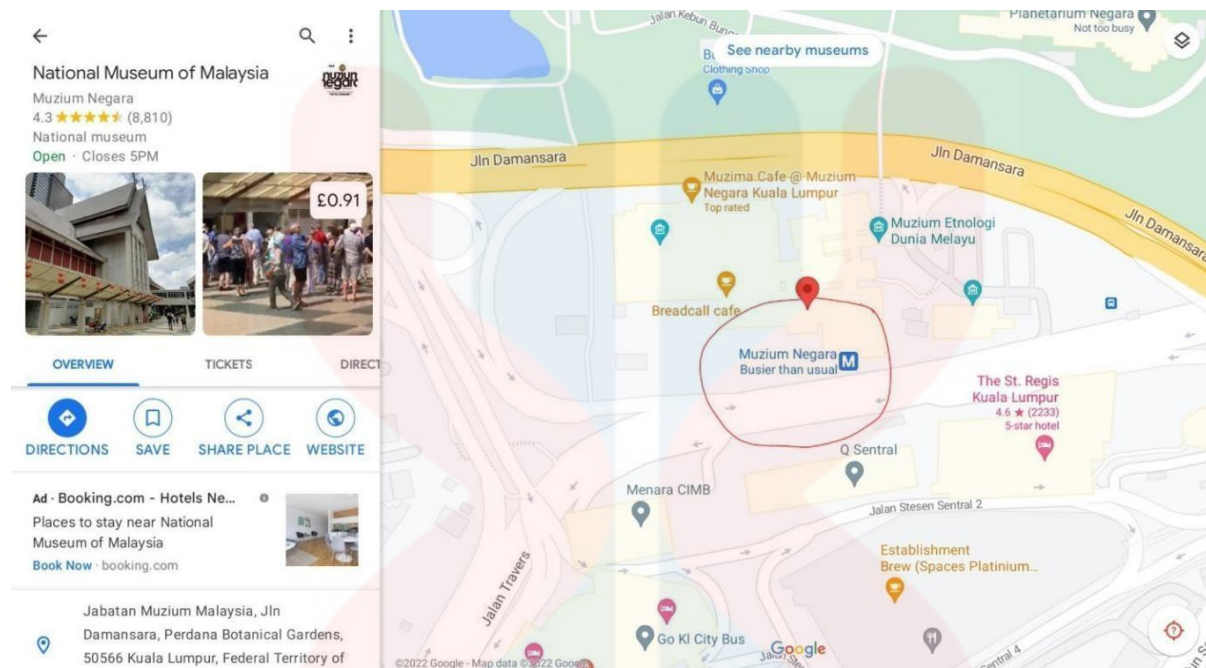 National Museum of Malaysia
Muzium Negara
4.3 ★★★★★ (8,810)
National museum
Open · Closes 5PM
£0.91
OVERVIEW
TICKETS
DIRECT
DIRECTIONS
SAVE
SHARE PLACE
WEBSITE
Ad · Booking.com - Hotels Ne...
Places to stay near National
Museum of Malaysia
Book Now · booking.com
Jabatan Muzium Malaysia, Jln
Damansara, Perdana Botanical Gardens,
50566 Kuala Lumpur, Federal Territory of
Planetarium Negara
Not too busy
See nearby museums
Clothing Shop
Jln Damansara
Jln Damansara
Jln Damansara
Muzima Cafe @ Muzium
Negara Kuala Lumpur
Top rated
Muzium Etnologi
Dunia Melayu
Breadcall cafe
Muzium Negara
Busier than usual
M
The St. Regis
Kuala Lumpur
4.6 ★ (2233)
5-star hotel
Q Sentral
Menara CIMB
Jalan Stesen Sentral 2
Establishment
Brew (Spaces Platinium...
Jalan Travers
Go Kl City Bus
Google
©2022 Google - Map data ©2022 Google